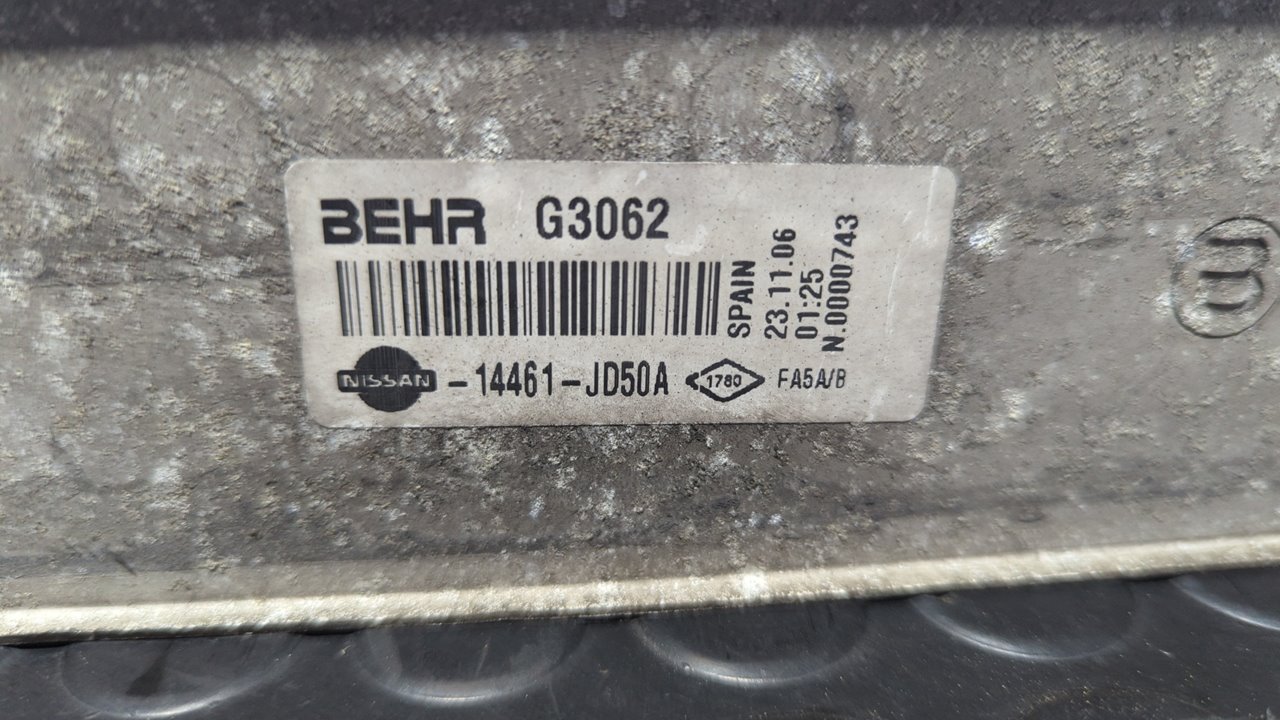 BEHR G3062
NISSAN -14461-JD50A <1780> FA5A/B
SPAIN
23.11.06
01:25
N.0000743